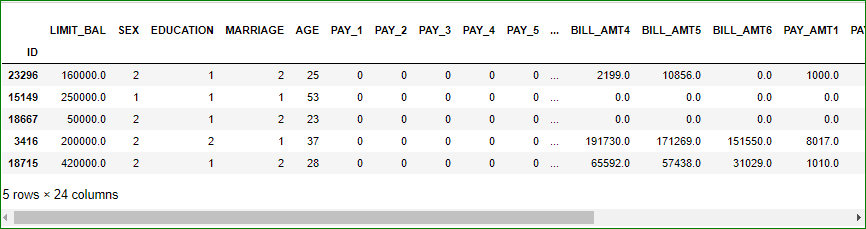 LIMIT_BAL SEX EDUCATION MARRIAGE AGE PAY_1 PAY_2 PAY_3 PAY_4 PAY_5 ... BILL_AMT4 BILL_AMT5 BILL_AMT6 PAY_AMT1 PA
ID
23296 160000.0 2 1 2 25 0 0 0 0 0 ... 2199.0 10856.0 0.0 1000.0
15149 250000.0 1 1 1 53 0 0 0 0 0 ... 0.0 0.0 0.0 0.0
18667 50000.0 2 1 2 23 0 0 0 0 0 ... 0.0 0.0 0.0 0.0
3416 200000.0 2 2 1 37 0 0 0 0 0 ... 191730.0 171269.0 151550.0 8017.0
18715 420000.0 2 1 2 28 0 0 0 0 0 ... 65592.0 57438.0 31029.0 1010.0
5 rows × 24 columns